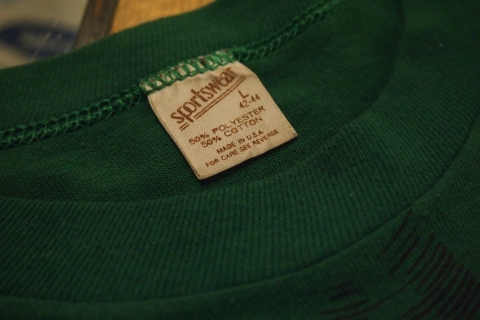 sportswear
L
42-44
50% POLYESTER
50% COTTON
MADE IN U.S.A.
FOR CARE SEE REVERSE